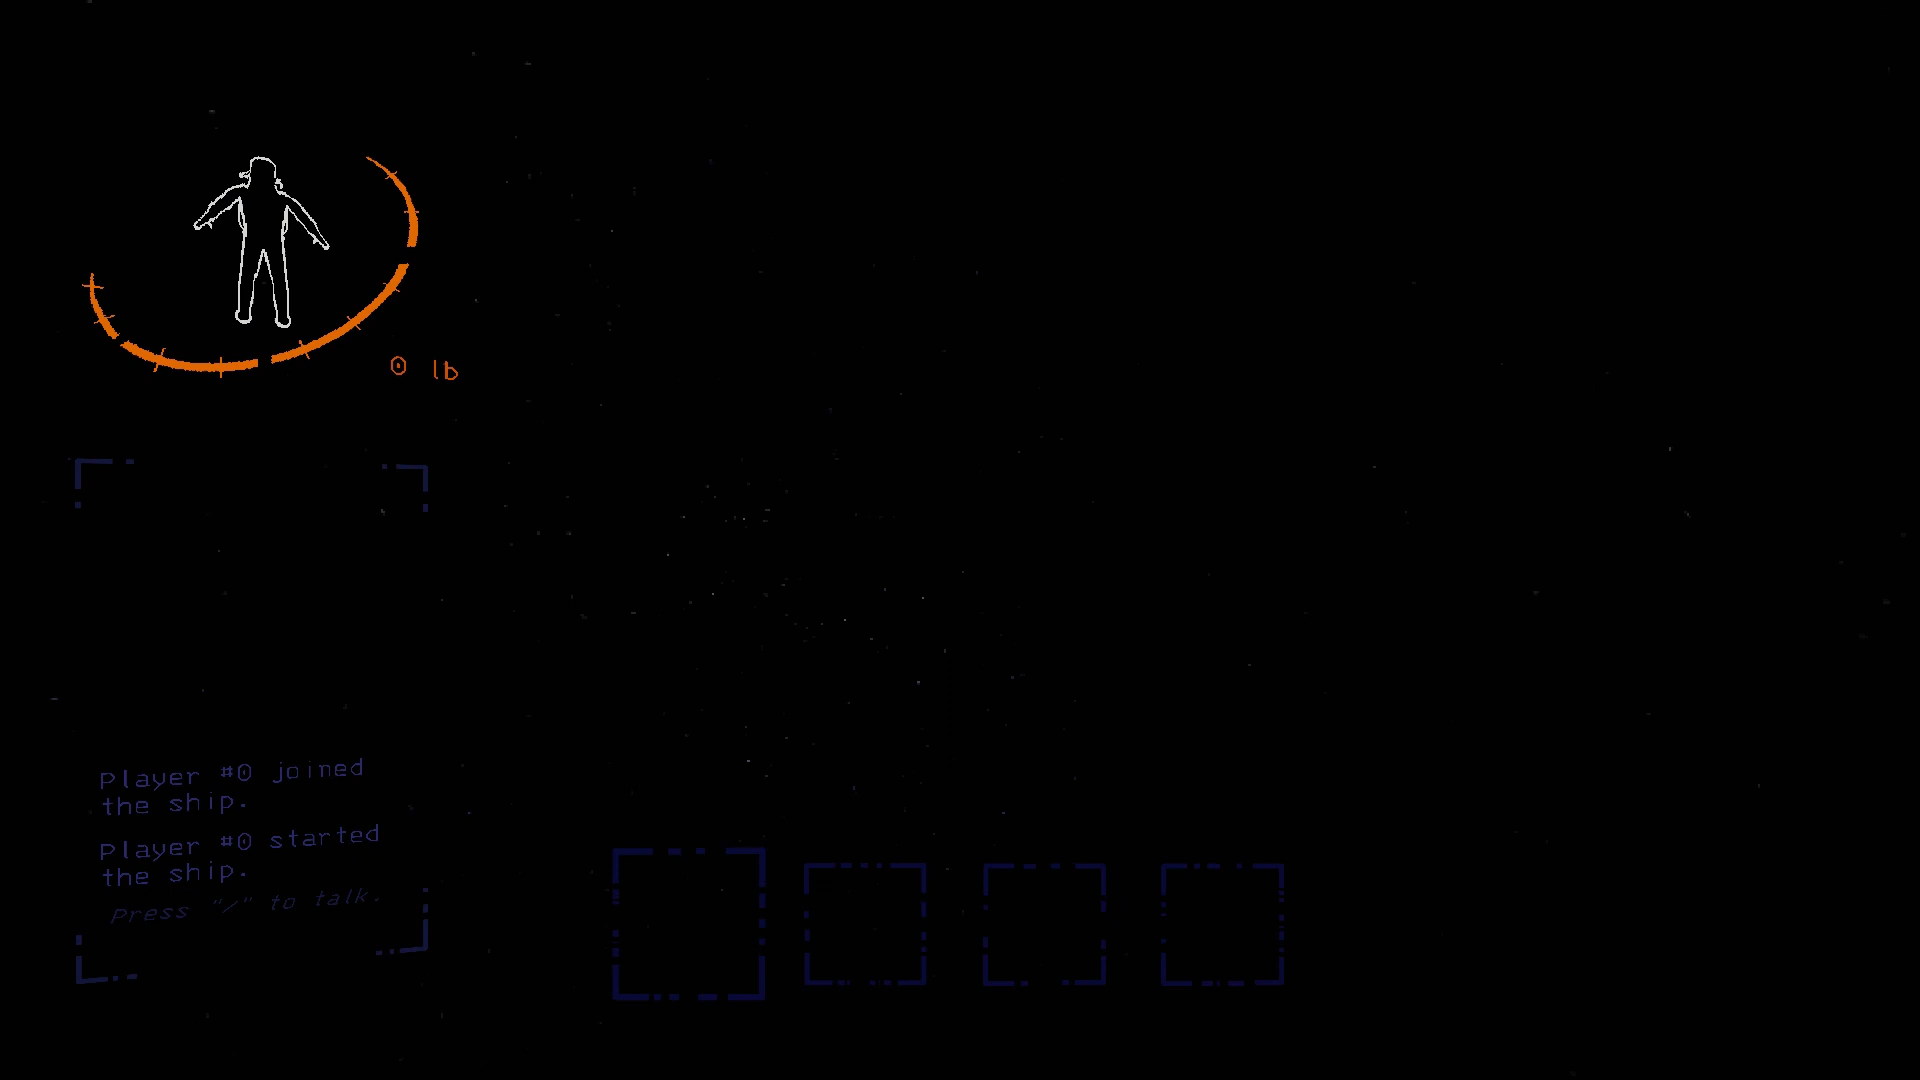 0 lb
Player #0 joined
the ship.
Player #0 started
the ship.
Press "/" to talk.